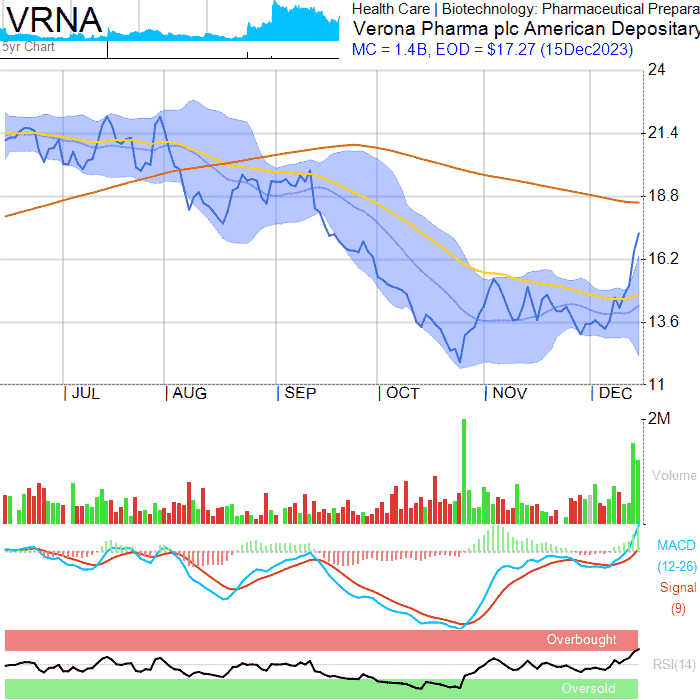 VRNA
5yr Chart
Health Care | Biotechnology: Pharmaceutical Prepara
Verona Pharma plc American Depositary
MC = 1.4B, EOD = $17.27 (15Dec2023)
24
21.4
18.8
16.2
13.6
11
JUL AUG SEP OCT NOV DEC
2M
Volume
MACD
(12-26)
Signal
(9)
Overbought
RSI(14)
Oversold